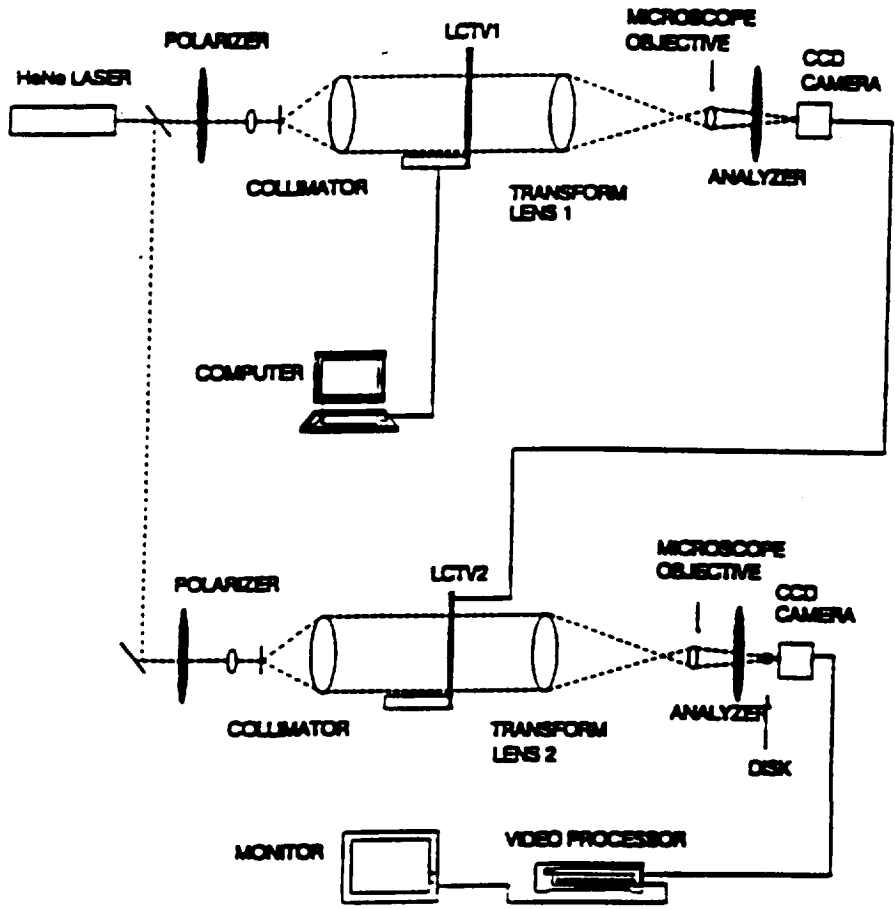 MICROSCOPE
OBJECTIVE
LCTV1
POLARIZER
CCD
CAMERA
HeNe LASER
COLLIMATOR
TRANSFORM
LENS 1
ANALYZER
COMPUTER
MICROSCOPE
OBJECTIVE
LCTV2
POLARIZER
CCD
CAMERA
COLLIMATOR
TRANSFORM
LENS 2
ANALYZER
DISK
MONITOR
VIDEO PROCESSOR